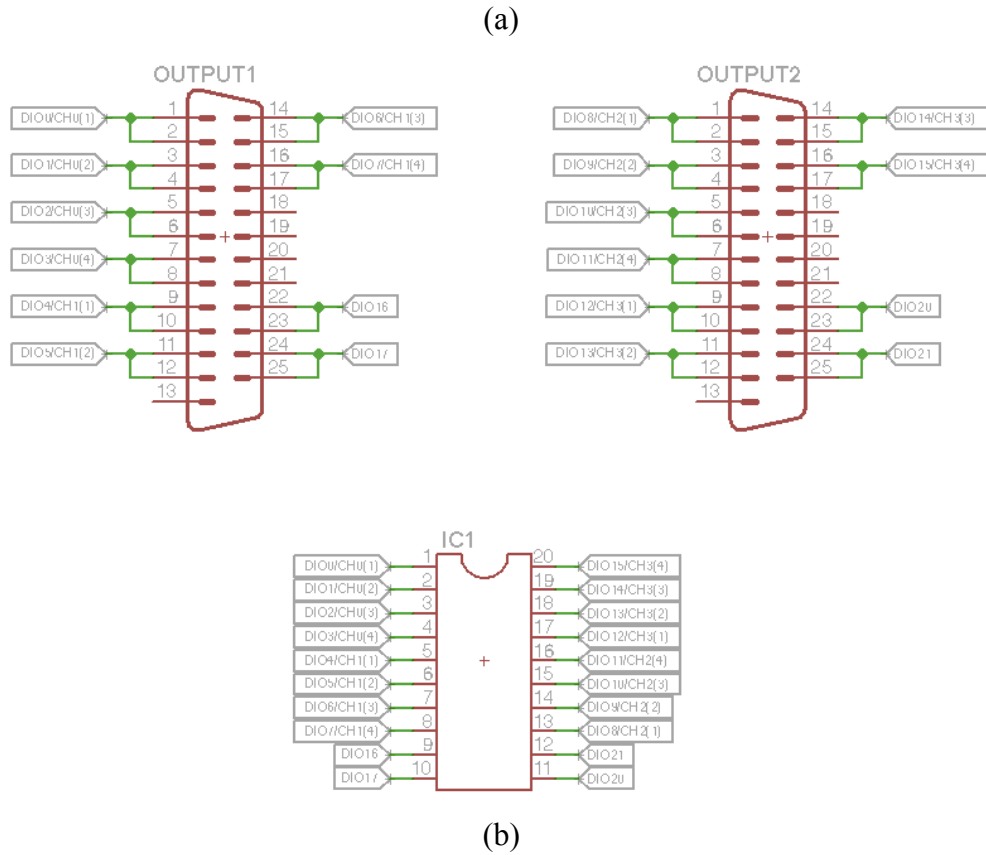 (a)
OUTPUT1
OUTPUT2
DIO0/CH0(1) 1 14 DIO6/CH1(3)
2 15
DIO1/CH0(2) 3 16 DIO7/CH1(4)
4 17
DIO2/CH0(3) 5 18
6 19
DIO3/CH0(4) 7 20
8 21
DIO4/CH1(1) 9 22 DIO16
10 23
DIO5/CH1(2) 11 24 DIO17
12 25
13
DIO8/CH2(1) 1 14 DIO14/CH3(3)
2 15
DIO9/CH2(2) 3 16 DIO15/CH3(4)
4 17
DIO10/CH2(3) 5 18
6 19
DIO11/CH2(4) 7 20
8 21
DIO12/CH3(1) 9 22 DIO20
10 23
DIO13/CH3(2) 11 24 DIO21
12 25
13
IC1
DIO0/CH0(1) 1 20 DIO15/CH3(4)
DIO1/CH0(2) 2 19 DIO14/CH3(3)
DIO2/CH0(3) 3 18 DIO13/CH3(2)
DIO3/CH0(4) 4 17 DIO12/CH3(1)
DIO4/CH1(1) 5 16 DIO11/CH2(4)
DIO5/CH1(2) 6 15 DIO10/CH2(3)
DIO6/CH1(3) 7 14 DIO9/CH2(2)
DIO7/CH1(4) 8 13 DIO8/CH2(1)
DIO16 9 12 DIO21
DIO17 10 11 DIO20
(b)